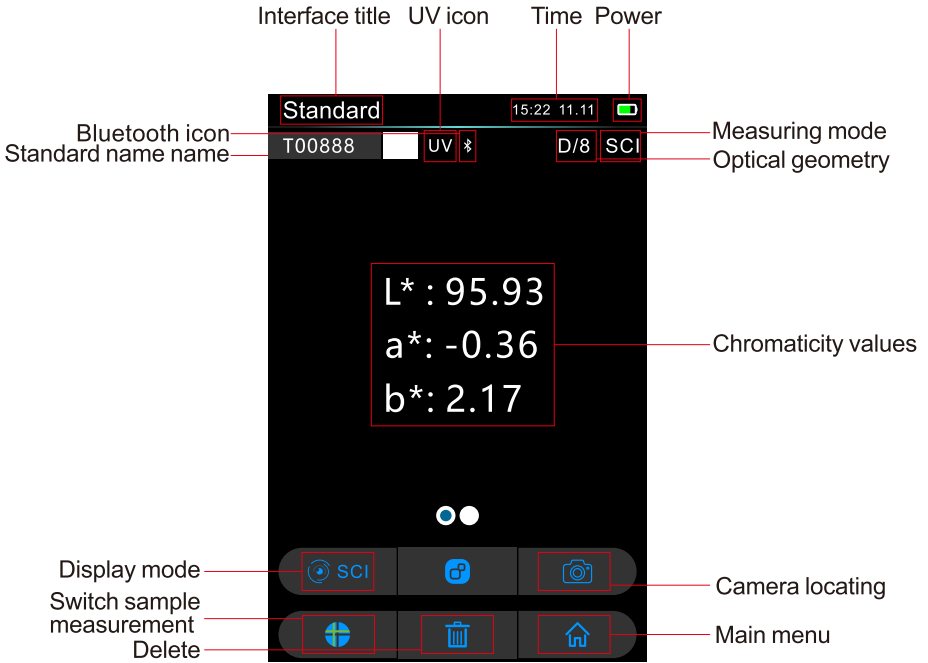 Interface title UV icon Time Power
Standard 15:22 11.11
Bluetooth icon
Standard name name
T00888 UV D/8 SCI
Measuring mode
Optical geometry
L* : 95.93
a*: -0.36
b*: 2.17
Chromaticity values
Display mode
SCI
Camera locating
Switch sample
measurement
Delete
Main menu